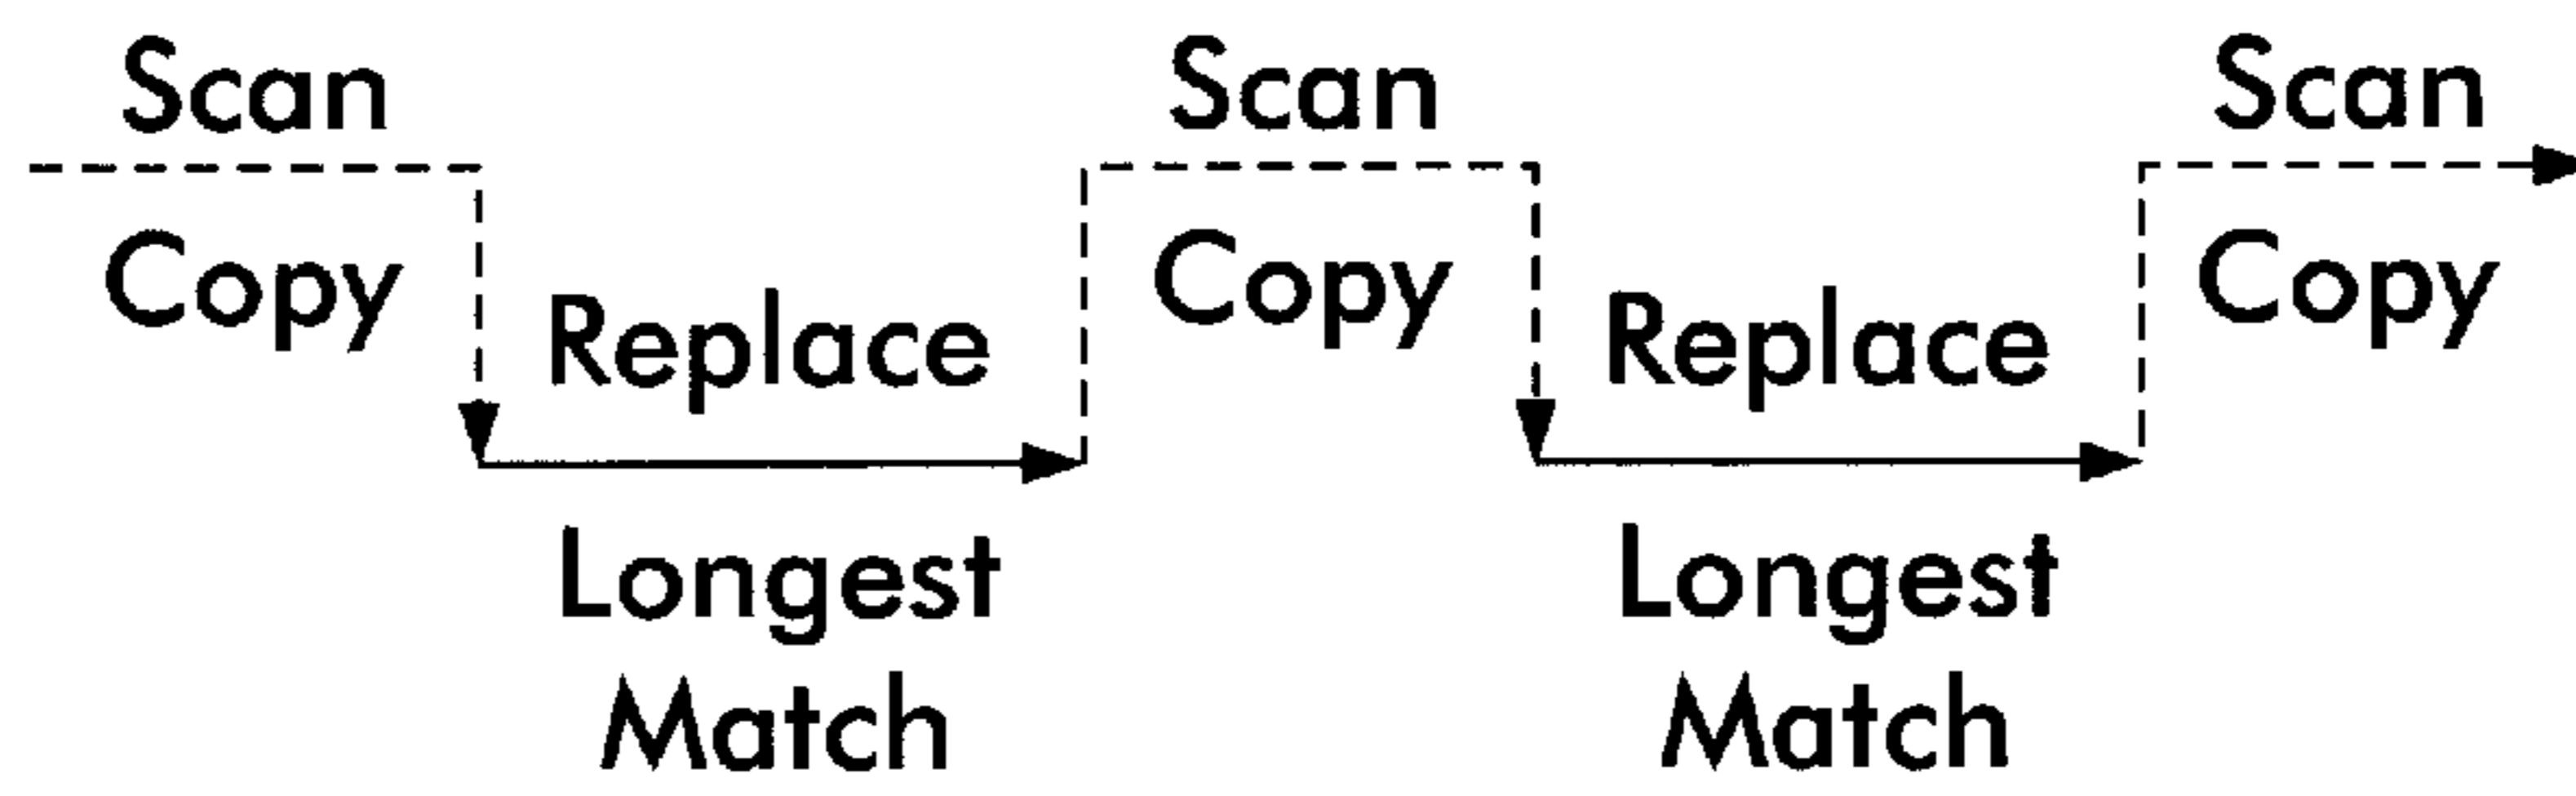 Scan
Copy
Replace
Longest
Match
Scan
Copy
Replace
Longest
Match
Scan
Copy